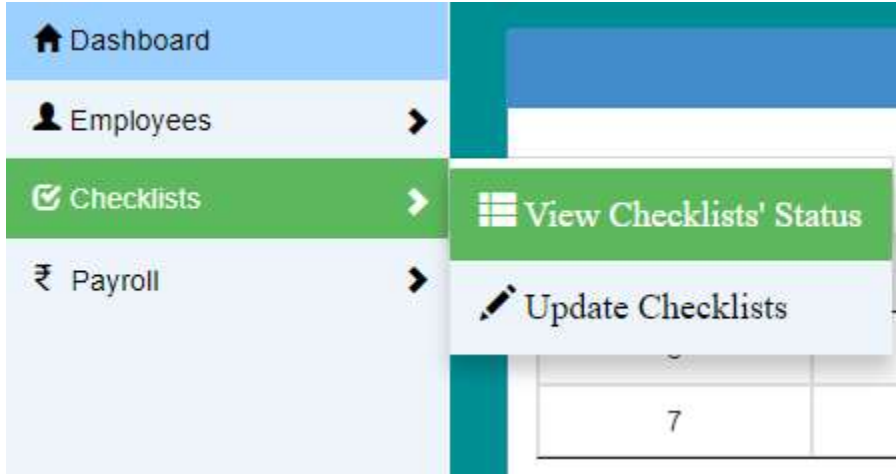 Dashboard
Employees
Checklists
₹ Payroll
View Checklists' Status
Update Checklists
7